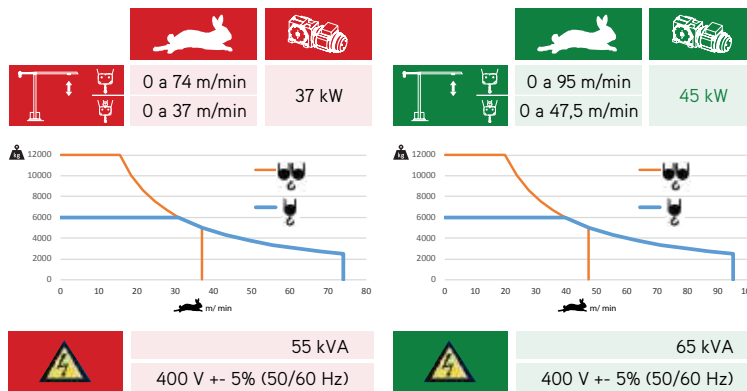 0 a 74 m/min
0 a 37 m/min
37 kW
0 a 95 m/min
0 a 47,5 m/min
45 kW
kg
12000
10000
8000
6000
4000
2000
0
0 10 20 30 40 50 60 70 80
m/ min
kg
12000
10000
8000
6000
4000
2000
0
0 10 20 30 40 50 60 70 80 90
m/ min
55 kVA
400 V +- 5% (50/60 Hz)
65 kVA
400 V +- 5% (50/60 Hz)